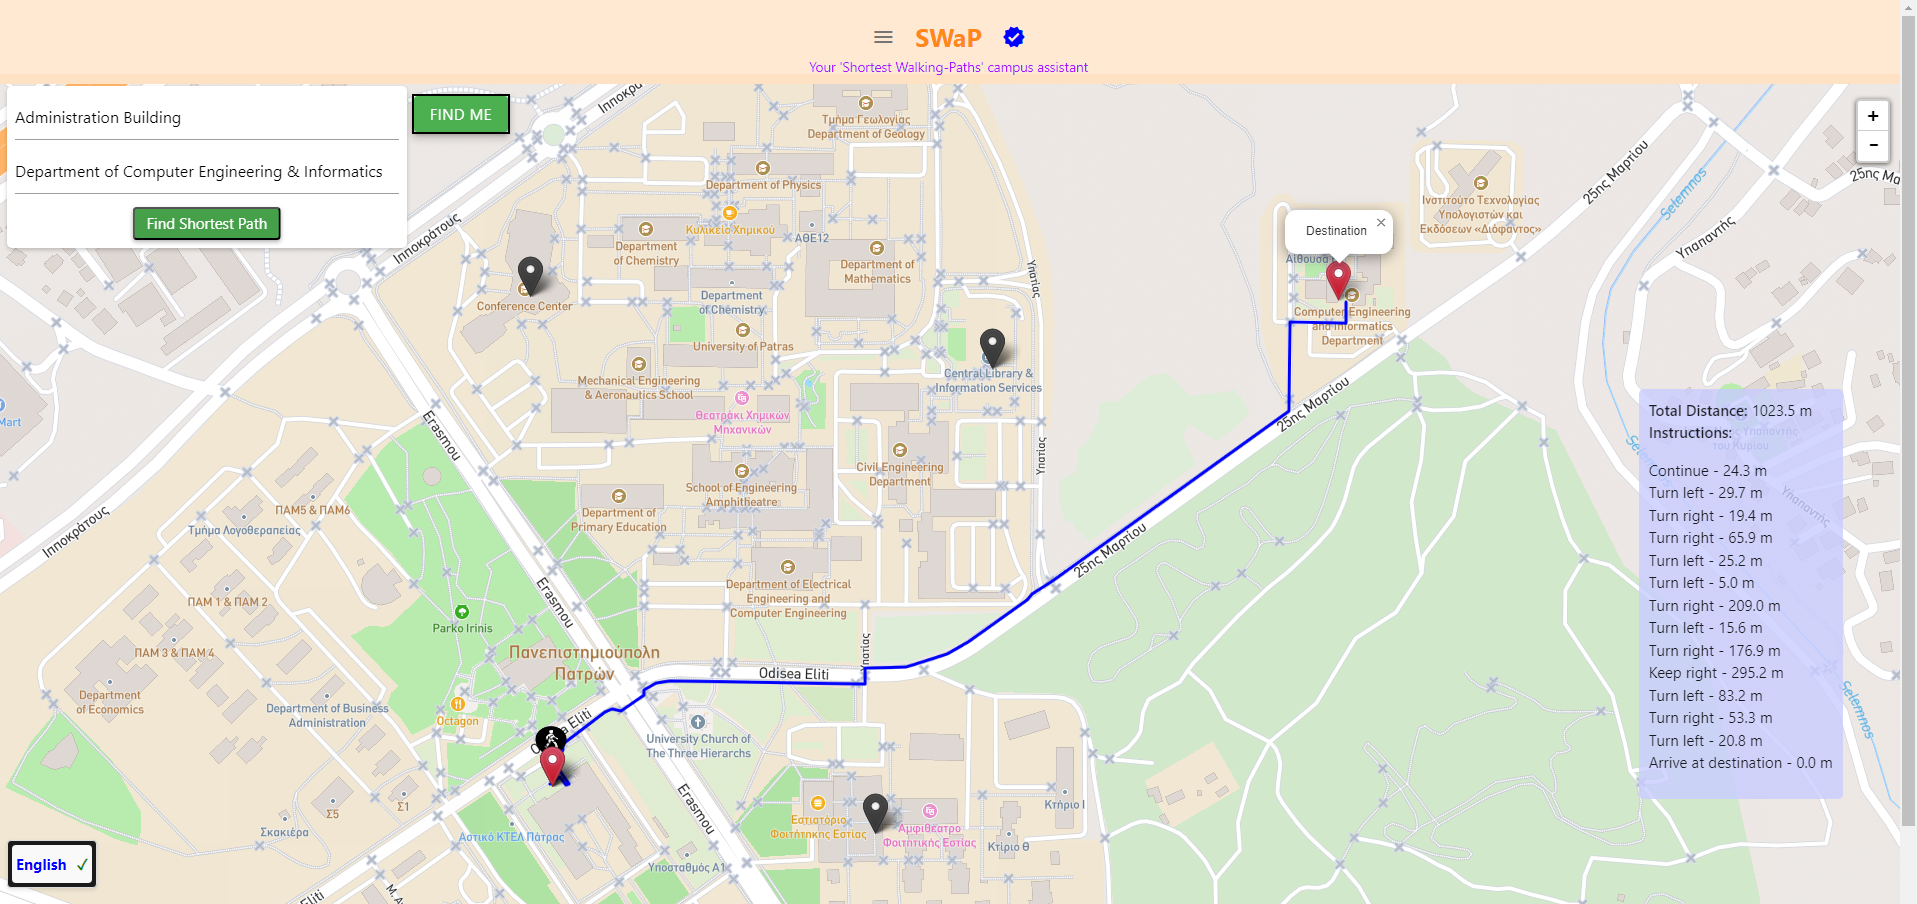 SWaP
Your 'Shortest Walking-Paths' campus assistant
Administration Building
Department of Computer Engineering & Informatics
Find Shortest Path
FIND ME
+
-
Ιπποκρά
Τμήμα Γεωλογίας
Department of Geology
Department of Physics
Ιπποκράτους
Κυλικείο Χημικού
Department
of Chemistry
ΑΘΕ12
Department of
Mathematics
Υπατίας
Conference Center
Department
of Chemistry
University of Patras
Central Library &
Information Services
Mechanical Engineering
& Aeronautics School
Θεατράκι Χημικών
Μηχανικών
Erasmou
Υπατίας
Civil Engineering
Department
School of Engineering
Amphitheatre
Department of
Primary Education
ΠΑΜ5 & ΠΑΜ6
Τμήμα Λογοθεραπείας
Ιπποκράτους
Mart
25ης Μαρτίου
25ης Μα
Selemnos
Υπαπαντής
Ινστιτούτο Τεχνολογίας
Υπολογιστών και
Εκδόσεων «Διόφαντος»
Destination
×
Αίθουσα
Computer Engineering
and Informatics
Department
25ης Μαρτίου
25ης Μαρτίου
Department of Electrical
Engineering and
Computer Engineering
Erasmou
ΠΑΜ 1 & ΠΑΜ 2
Parko Irinis
ΠΑΜ 3 & ΠΑΜ 4
Πανεπιστημιούπολη
Πατρών
Υπατίας
Odisea Eliti
Department
of Economics
Department of Business
Administration
Octagon
Eliti
University Church of
The Three Hierarchs
Erasmou
Σ5
Σ1
Σκακιέρα
Αστικό ΚΤΕΛ Πάτρας
Εστιατόριο
Φοιτητικης Εστίας
Αμφιθέατρο
Φοιτητικής Εστίας
Κτήριο Ι
Κτίριο Θ
Υποσταθμός Α1
Eliti
Μ. Α
Υπαπαντής
του Κυρίου
Υπαπαντής
Selemnos
Selemnos
Total Distance: 1023.5 m
Instructions:
Continue - 24.3 m
Turn left - 29.7 m
Turn right - 19.4 m
Turn right - 65.9 m
Turn left - 25.2 m
Turn left - 5.0 m
Turn right - 209.0 m
Turn left - 15.6 m
Turn right - 176.9 m
Keep right - 295.2 m
Turn left - 83.2 m
Turn right - 53.3 m
Turn left - 20.8 m
Arrive at destination - 0.0 m
English ✓